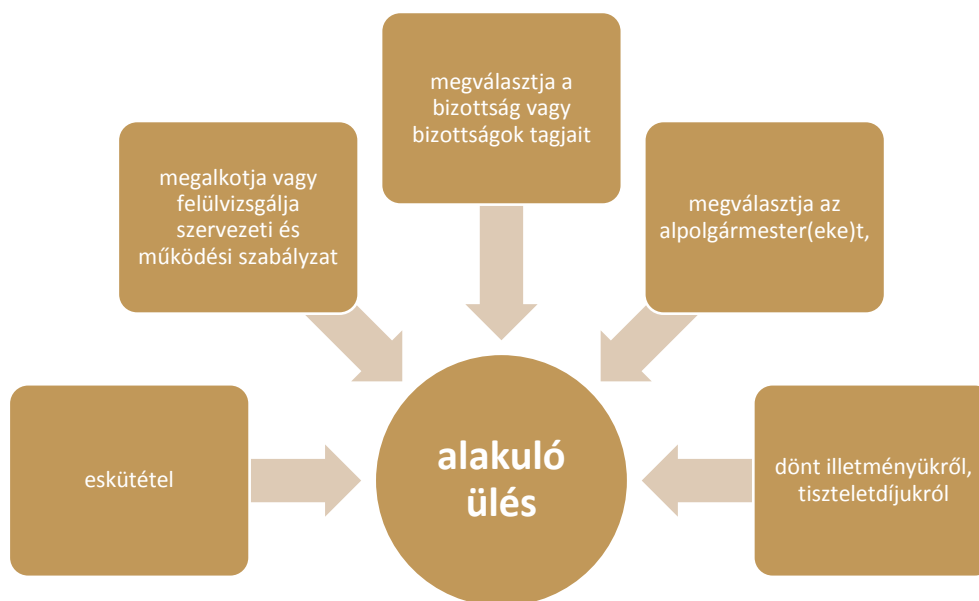 megválasztja a
bizottság vagy
bizottságok tagjait
megalkotja vagy
felülvizsgálja
szervezeti és
működési szabályzat
megválasztja az
alpolgármester(eke)t,
eskütétel
alakuló
ülés
dönt illetményükről,
tiszteletdíjukról